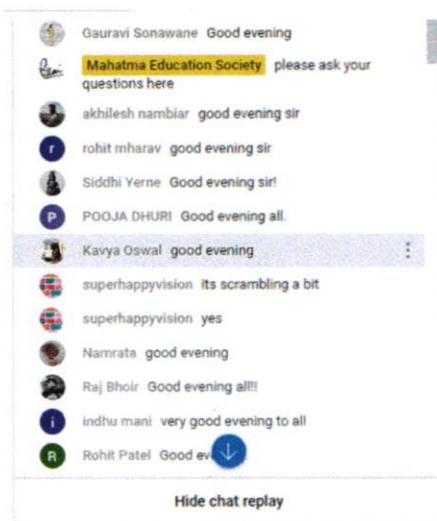 Gauravi Sonawane Good evening
Mahatma Education Society please ask your
questions here
akhilesh nambiar good evening sir
r rohit mharav good evening sir
Siddhi Yerne Good evening sir!
P POOJA DHURI Good evening all.
Kavya Oswal good evening
superhappyvision its scrambling a bit
superhappyvision yes
Namrata good evening
Raj Bhoir Good evening all!!
i indhu mani very good evening to all
R Rohit Patel Good ev
Hide chat replay